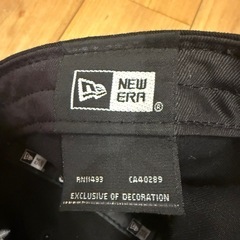 NEW
ERA
®
RN11493 CA40289
EXCLUSIVE OF DECORATION